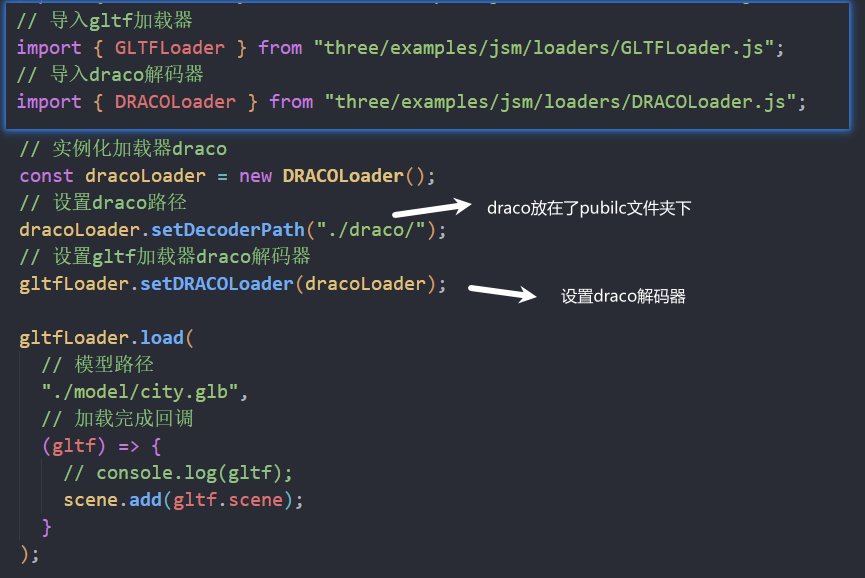 // 导入gltf加载器
import { GLTFLoader } from "three/examples/jsm/loaders/GLTFLoader.js";
// 导入draco解码器
import { DRACOLoader } from "three/examples/jsm/loaders/DRACOLoader.js";
// 实例化加载器draco
const dracoLoader = new DRACOLoader();
// 设置draco路径
draco放在了pubilc文件夹下
dracoLoader.setDecoderPath("./draco/");
// 设置gltf加载器draco解码器
gltfLoader.setDRACOLoader(dracoLoader);
设置draco解码器
gltfLoader.load(
// 模型路径
"./model/city.glb",
// 加载完成回调
(gltf) => {
// console.log(gltf);
scene.add(gltf.scene);
}
);